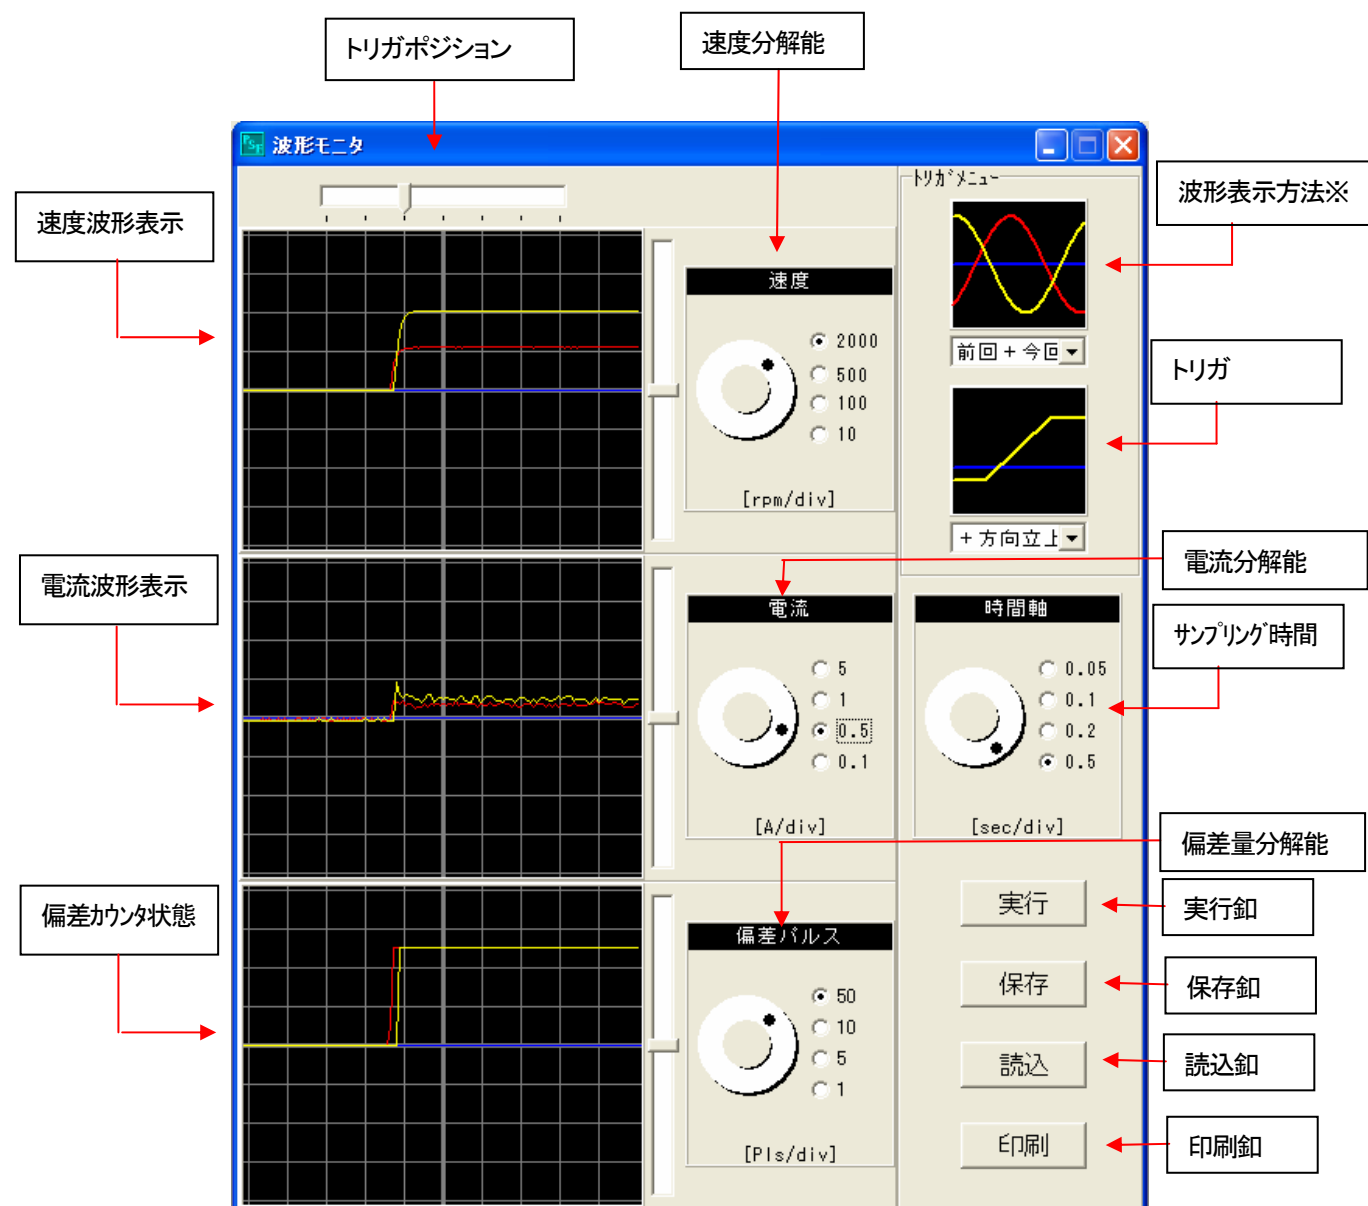 トリガポジション
速度分解能
波形モニタ
トリガメニュー
波形表示方法※
速度波形表示
速度
2000
500
100
10
[rpm/div]
前回+今回
トリガ
+方向立上
電流分解能
電流波形表示
電流
5
1
0.5
0.1
[A/div]
時間軸
0.05
0.1
0.2
0.5
[sec/div]
サンプリング時間
偏差量分解能
偏差カウンタ状態
偏差パルス
50
10
5
1
[Pls/div]
実行
実行釦
保存
保存釦
読込
読込釦
印刷
印刷釦